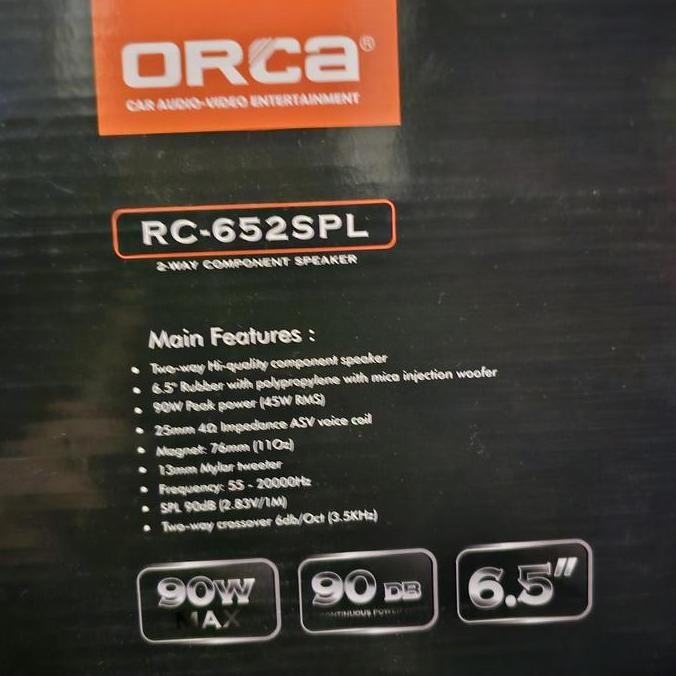 ORCA®
CAR AUDIO-VIDEO ENTERTAINMENT
RC-652SPL
2-WAY COMPONENT SPEAKER
Main Features :
• Two-way Hi-quality component speaker
• 6.5" Rubber with polypropylene with mica injection woofer
• 90W Peak power (45W RMS)
• 25mm 4Ω Impedance ASV voice coil
• Magnet: 76mm (11Oz)
• 13mm Mylar tweeter
• Frequency: 55 - 20000Hz
• SPL 90dB (2.83V/1M)
• Two-way crossover 6db/Oct (3.5KHz)
90W
MAX
90 DB
CONTINUOUS POWER
6.5"